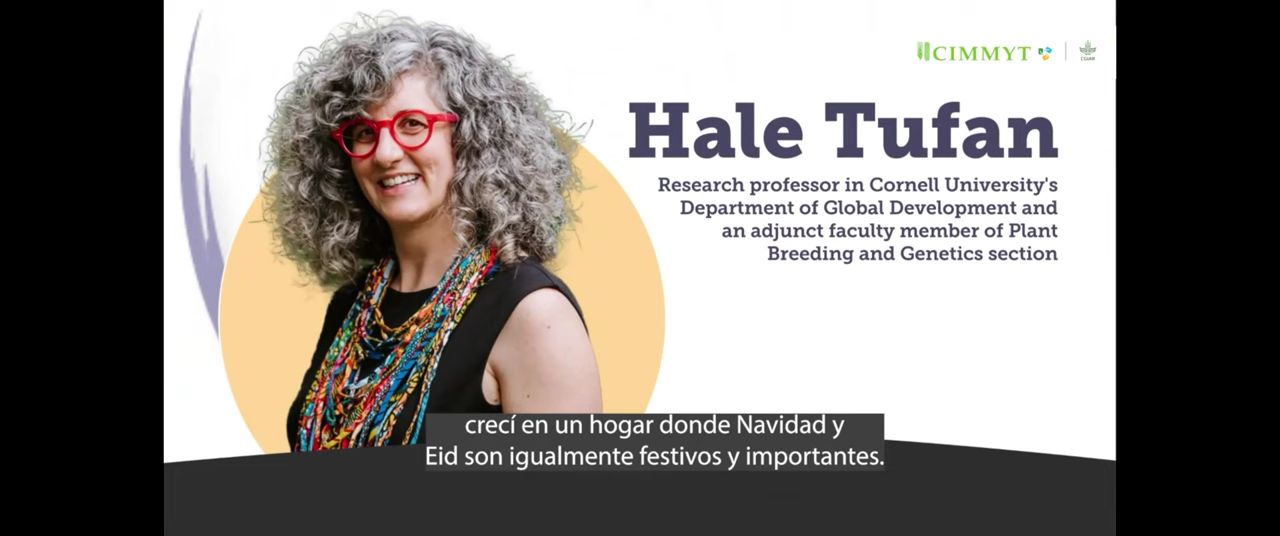 CIMMYT
CGIAR
Hale Tufan
Research professor in Cornell University's
Department of Global Development and
an adjunct faculty member of Plant
Breeding and Genetics section
crecí en un hogar donde Navidad y
Eid son igualmente festivos y importantes.